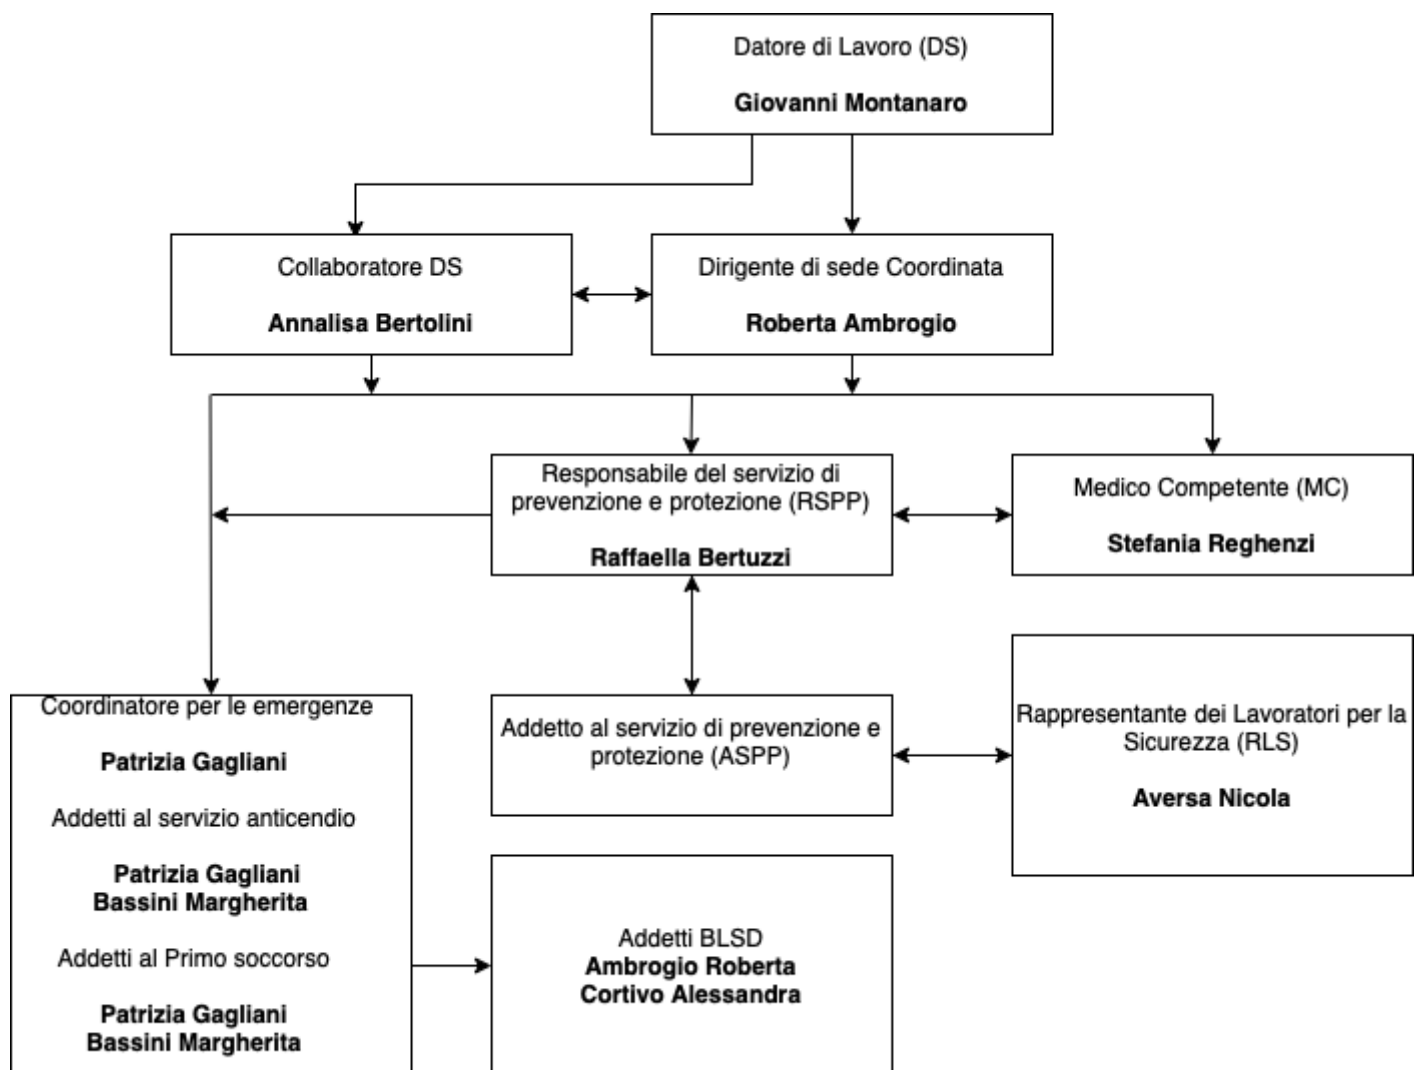 Datore di Lavoro (DS)
Giovanni Montanaro
Collaboratore DS
Annalisa Bertolini
Dirigente di sede Coordinata
Roberta Ambrogio
Responsabile del servizio di
prevenzione e protezione (RSPP)
Raffaella Bertuzzi
Medico Competente (MC)
Stefania Reghenzi
Coordinatore per le emergenze
Patrizia Gagliani
Addetti al servizio anticendio
Patrizia Gagliani
Bassini Margherita
Addetti al Primo soccorso
Patrizia Gagliani
Bassini Margherita
Addetto al servizio di prevenzione e
protezione (ASPP)
Rappresentante dei Lavoratori per la
Sicurezza (RLS)
Aversa Nicola
Addetti BLSD
Ambrogio Roberta
Cortivo Alessandra